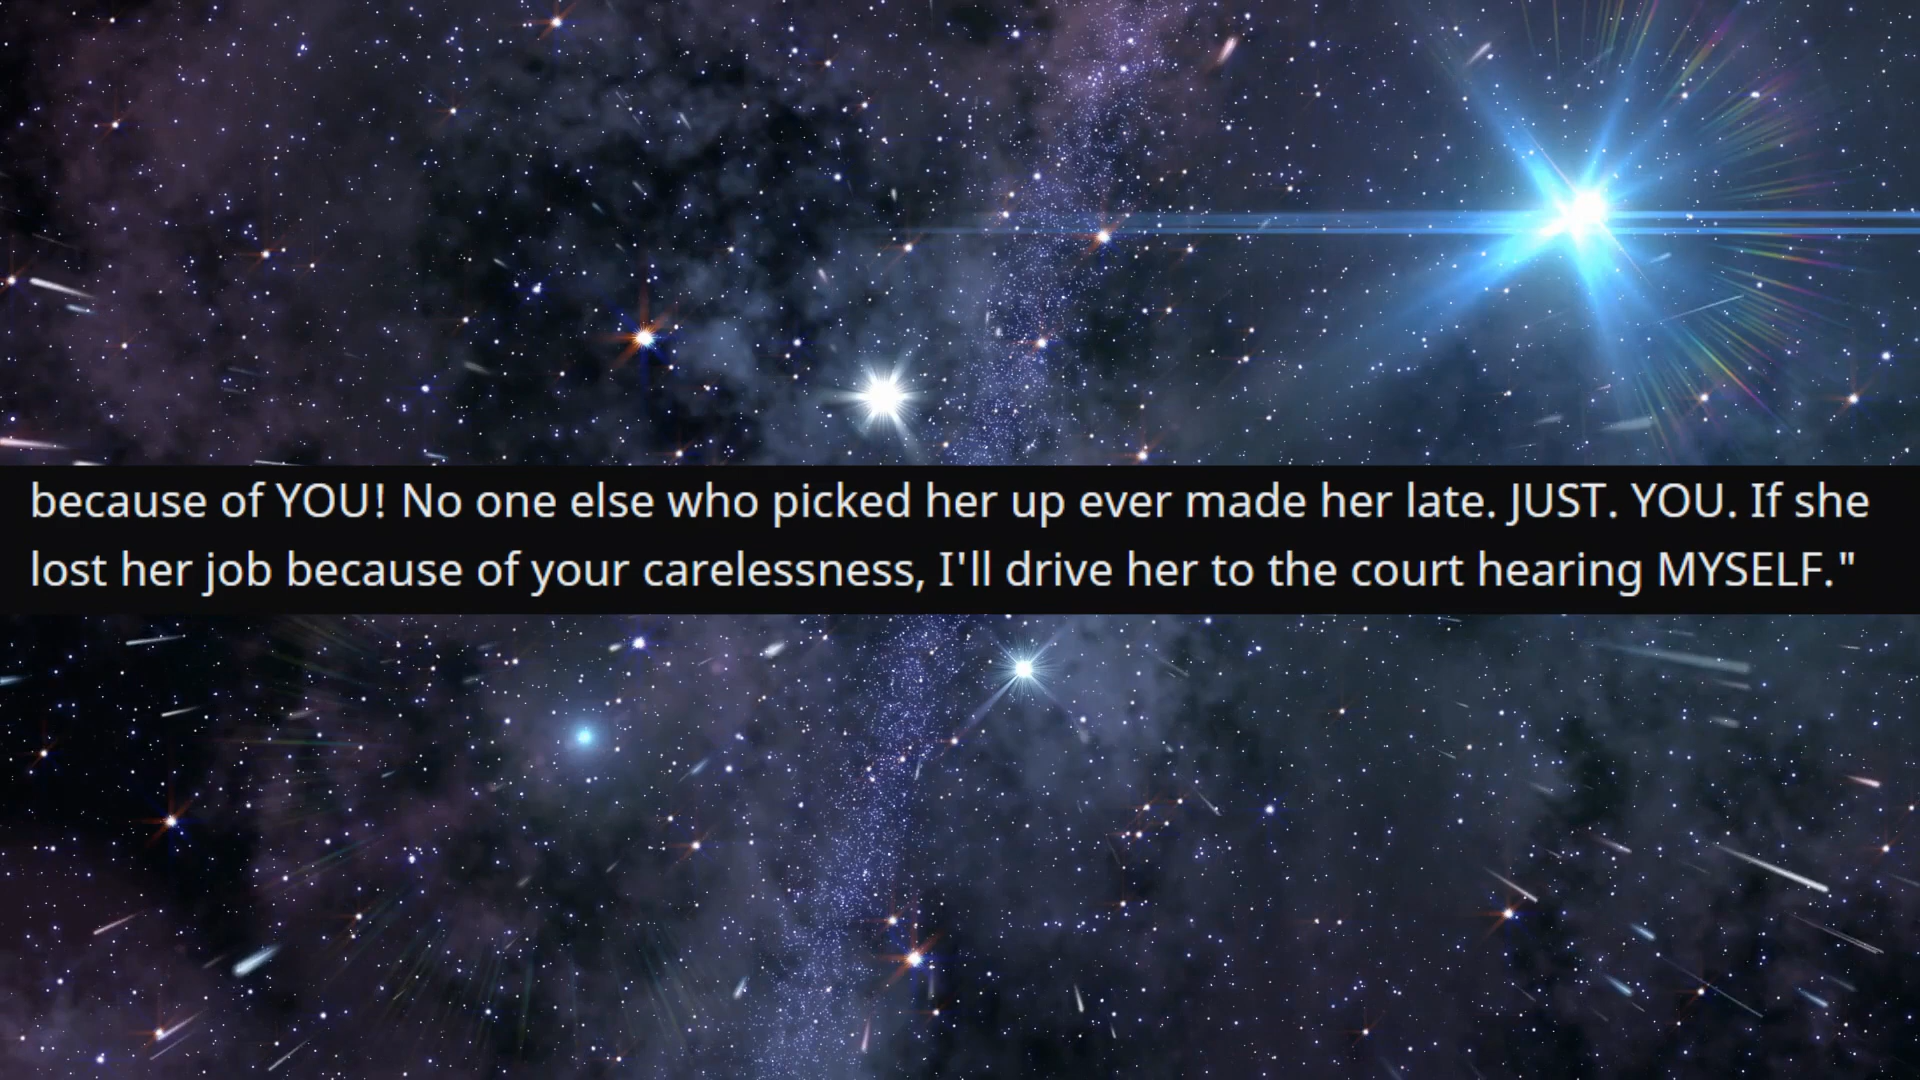 because of YOU! No one else who picked her up ever made her late. JUST. YOU. If she
lost her job because of your carelessness, I'll drive her to the court hearing MYSELF."